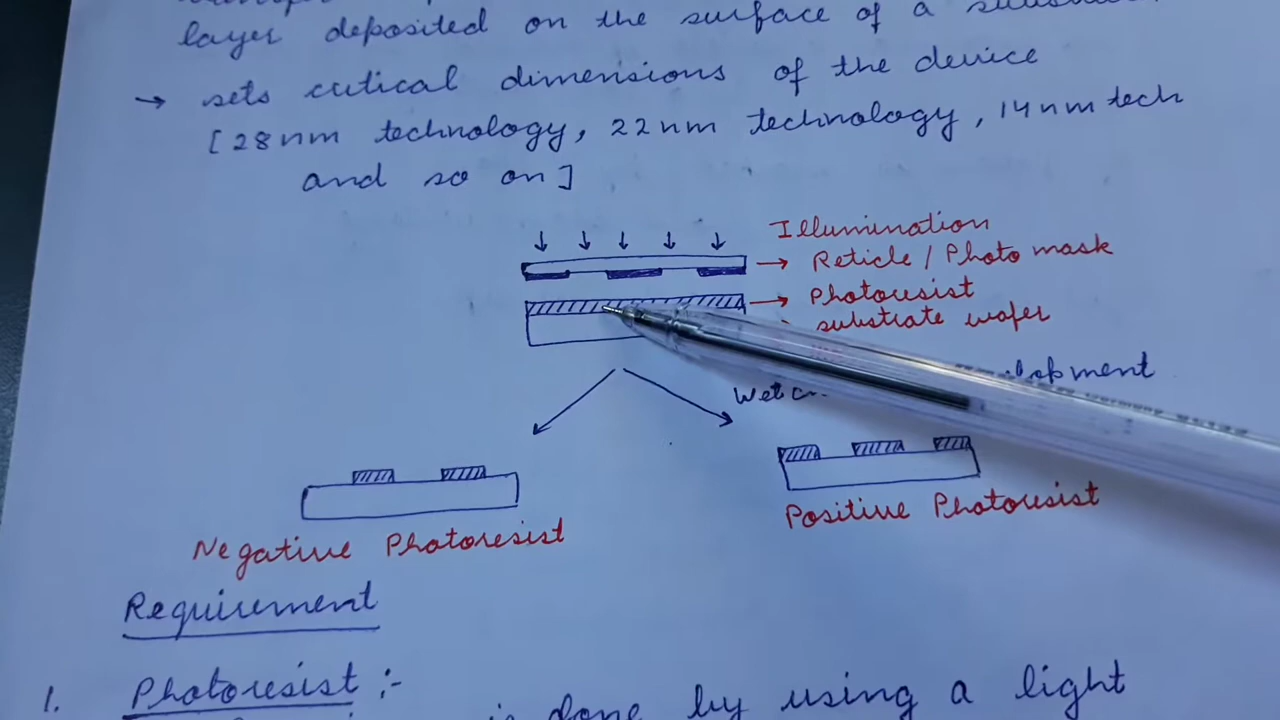 layer deposited on the surface of a
→ sets critical dimensions of the device
[28nm technology, 22nm technology, 14nm tech
and so on]
Illumination
→ Reticle / Photo mask
→ Photoresist
substrate wafer
Wet
Negative Photoresist
Positive Photoresist
Requirement
1. Photoresist :-
is done by using a light